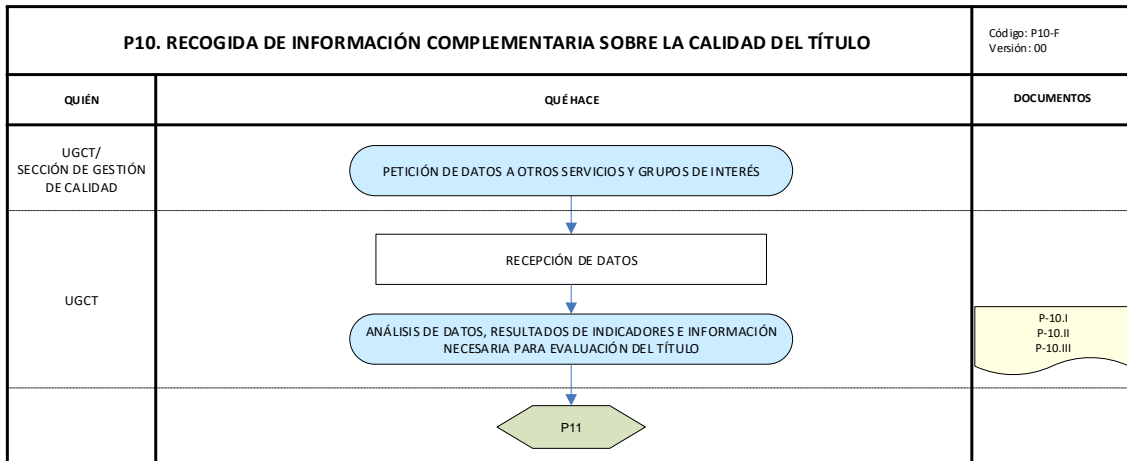 P10. RECOGIDA DE INFORMACIÓN COMPLEMENTARIA SOBRE LA CALIDAD DEL TÍTULO
Código: P10-F
Versión: 00
QUIÉN
QUÉ HACE
DOCUMENTOS
UGCT/
SECCIÓN DE GESTIÓN
DE CALIDAD
PETICIÓN DE DATOS A OTROS SERVICIOS Y GRUPOS DE INTERÉS
UGCT
RECEPCIÓN DE DATOS
ANÁLISIS DE DATOS, RESULTADOS DE INDICADORES E INFORMACIÓN
NECESARIA PARA EVALUACIÓN DEL TÍTULO
P-10.I
P-10.II
P-10.III
P11